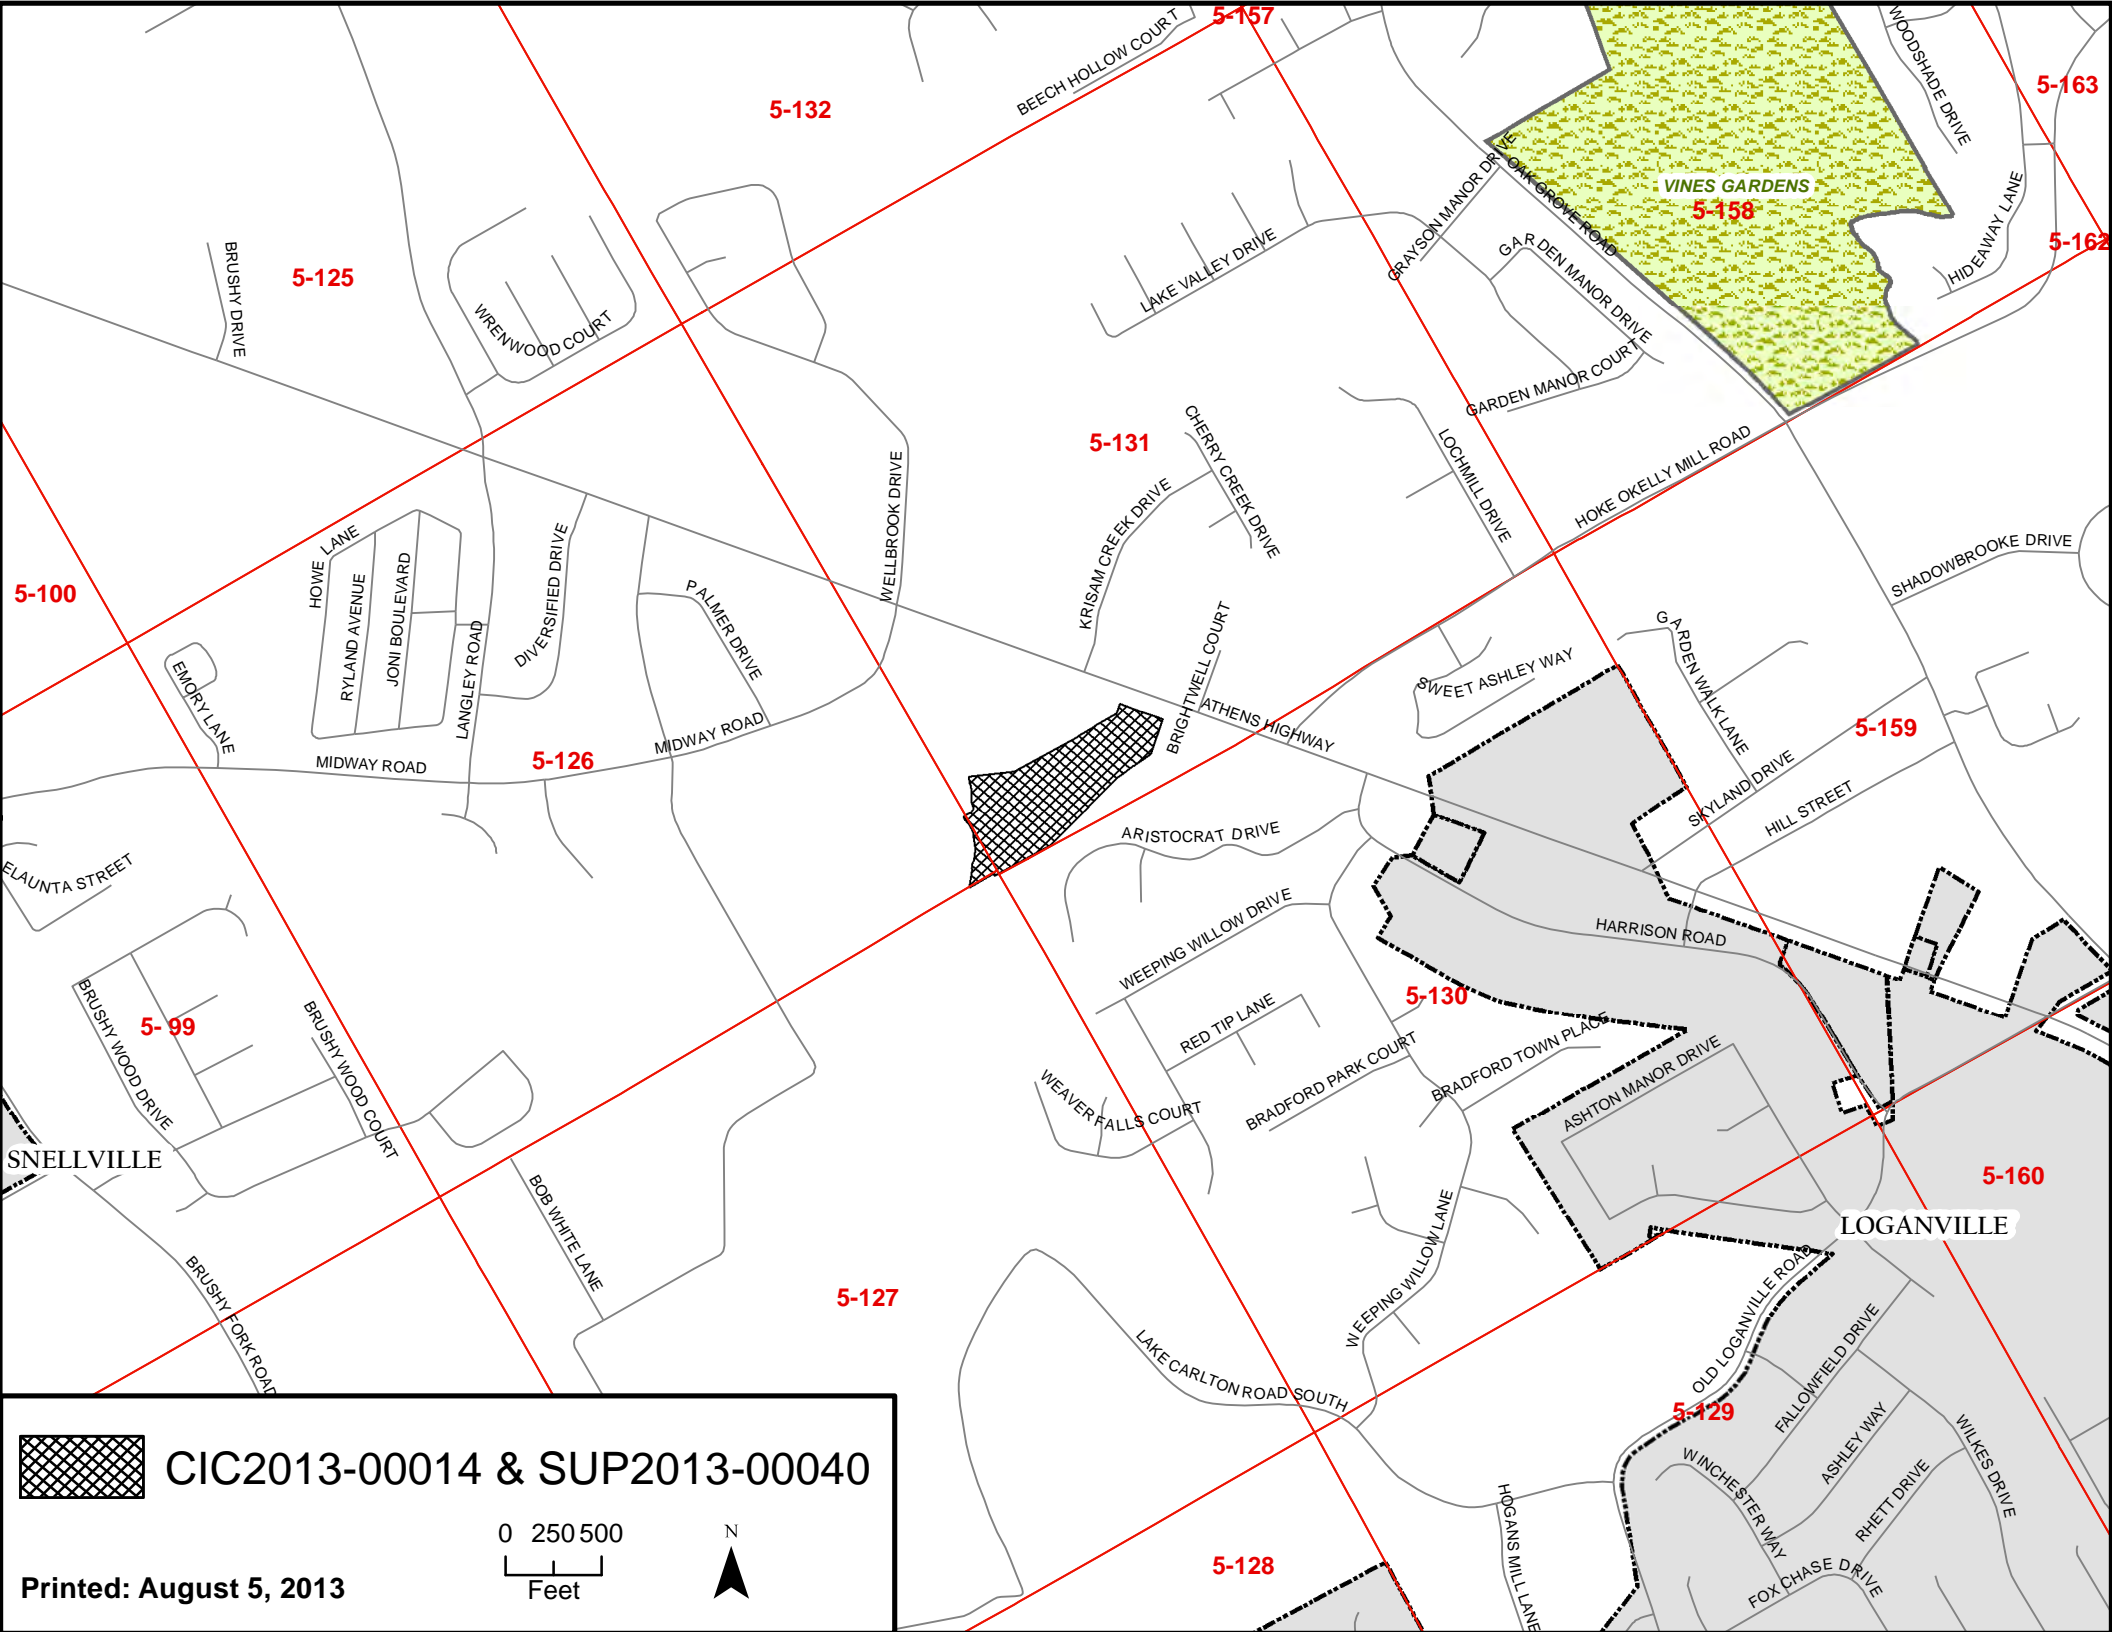 5-157
WOODSHADE DRIVE
5-163
BEECH HOLLOW COURT
5-132
VINES GARDENS
5-158
GRAYSON MANOR DRIVE
OAK GROVE ROAD
HIDEAWAY LANE
5-162
BRUSHY DRIVE
5-125
WRENWOOD COURT
LAKE VALLEY DRIVE
GARDEN MANOR DRIVE
GARDEN MANOR COURT
5-131
CHERRY CREEK DRIVE
KRISAM CREEK DRIVE
LOCHMILL DRIVE
HOKE OKELLY MILL ROAD
WELLBROOK DRIVE
SHADOWBROOKE DRIVE
5-100
HOWE LANE
RYLAND AVENUE
JONI BOULEVARD
LANGLEY ROAD
DIVERSIFIED DRIVE
PALMER DRIVE
EMORY LANE
BRIGHTWELL COURT
SWEET ASHLEY WAY
GARDEN WALK LANE
ATHENS HIGHWAY
5-159
MIDWAY ROAD
5-126
MIDWAY ROAD
SKYLAND DRIVE
HILL STREET
ARISTOCRAT DRIVE
ELAUNTA STREET
WEEPING WILLOW DRIVE
HARRISON ROAD
5-130
BRUSHY WOOD DRIVE
5- 99
BRUSHY WOOD COURT
RED TIP LANE
BRADFORD PARK COURT
BRADFORD TOWN PLACE
ASHTON MANOR DRIVE
WEAVER FALLS COURT
SNELLVILLE
5-160
LOGANVILLE
BOB WHITE LANE
WEEPING WILLOW LANE
BRUSHY FORK ROAD
5-127
LAKE CARLTON ROAD SOUTH
OLD LOGANVILLE ROAD
FALLOWFIELD DRIVE
5-129
ASHLEY WAY
WILKES DRIVE
WINCHESTER WAY
RHETT DRIVE
HOGANS MILL LANE
FOX CHASE DRIVE
5-128
CIC2013-00014 & SUP2013-00040
0 250 500
Feet
N
Printed: August 5, 2013